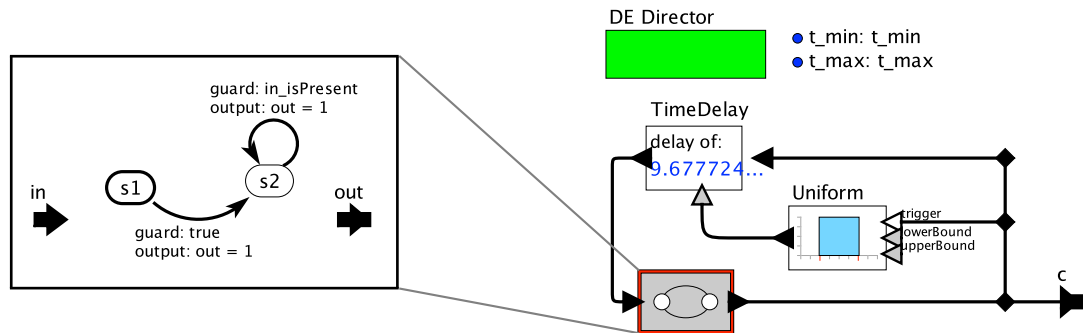 DE Director
t_min: t_min
t_max: t_max
guard: in_isPresent
output: out = 1
s1
s2
in
out
guard: true
output: out = 1
TimeDelay
delay of:
9.677724...
Uniform
trigger
lowerBound
upperBound
c